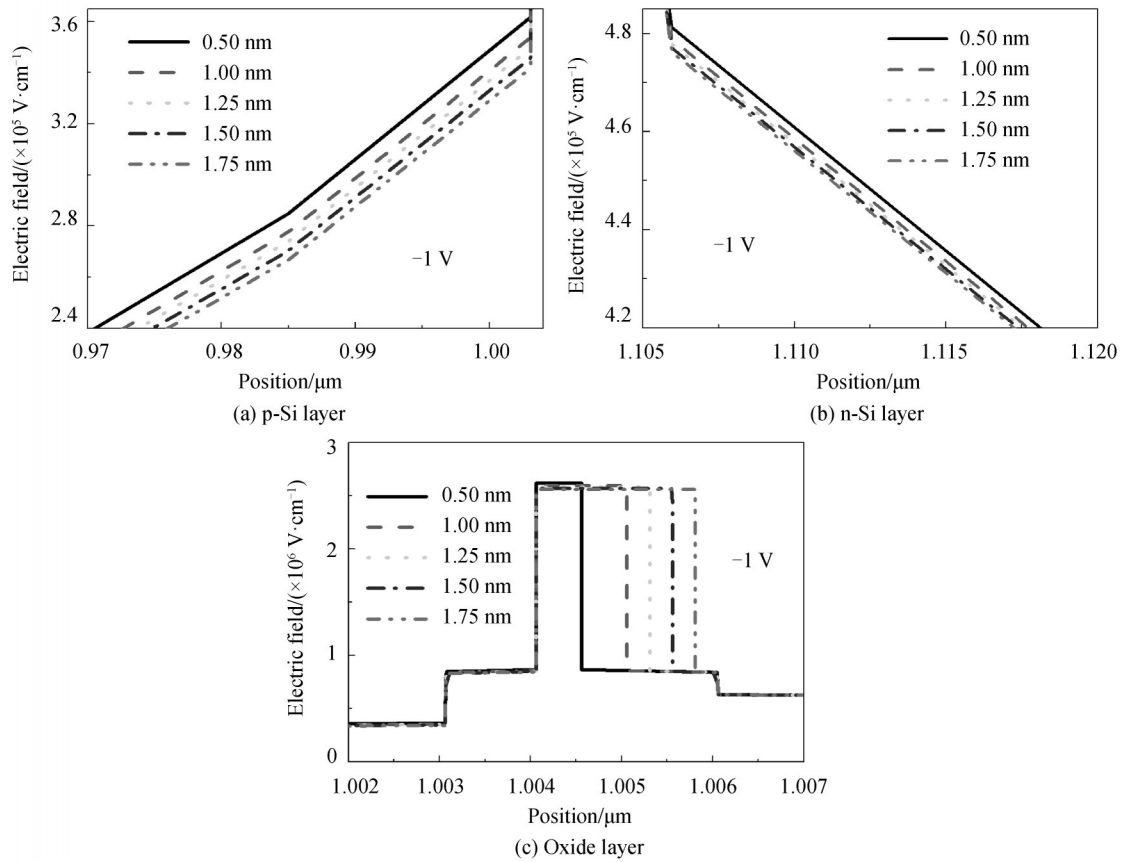 3.6
3.2
2.8
2.4
Electric field/(×10⁵ V·cm⁻¹)
0.50 nm
1.00 nm
1.25 nm
1.50 nm
1.75 nm
−1 V
0.97 0.98 0.99 1.00
Position/μm
(a) p-Si layer
4.8
4.6
4.4
4.2
Electric field/(×10⁵ V·cm⁻¹)
0.50 nm
1.00 nm
1.25 nm
1.50 nm
1.75 nm
−1 V
1.105 1.110 1.115 1.120
Position/μm
(b) n-Si layer
3
2
1
0
Electric field/(×10⁶ V·cm⁻¹)
0.50 nm
1.00 nm
1.25 nm
1.50 nm
1.75 nm
−1 V
1.002 1.003 1.004 1.005 1.006 1.007
Position/μm
(c) Oxide layer